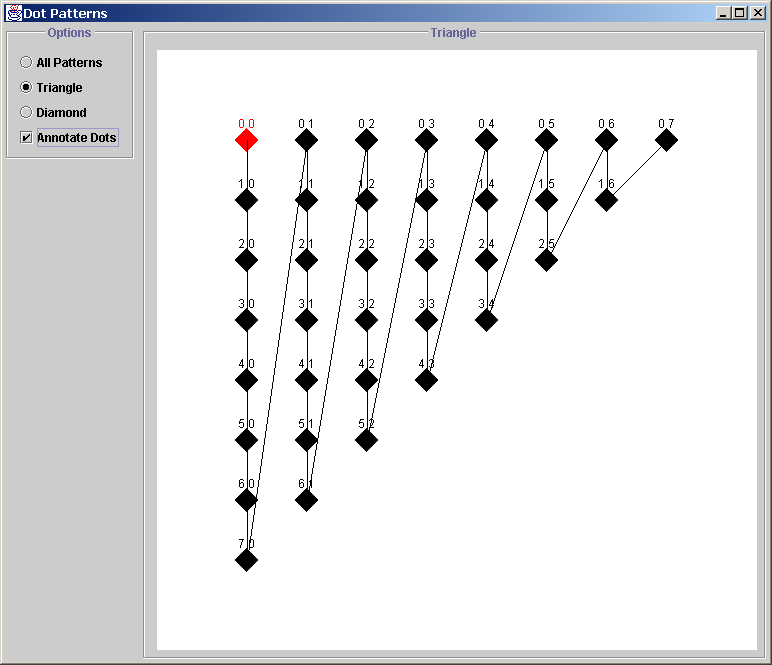 Dot Patterns
Options
All Patterns
Triangle
Diamond
Annotate Dots
Triangle
0 0 0 1 0 2 0 3 0 4 0 5 0 6 0 7
1 0 1 1 1 2 1 3 1 4 1 5 1 6
2 0 2 1 2 2 2 3 2 4 2 5
3 0 3 1 3 2 3 3 3 4
4 0 4 1 4 2 4 3
5 0 5 1 5 2
6 0 6 1
7 0